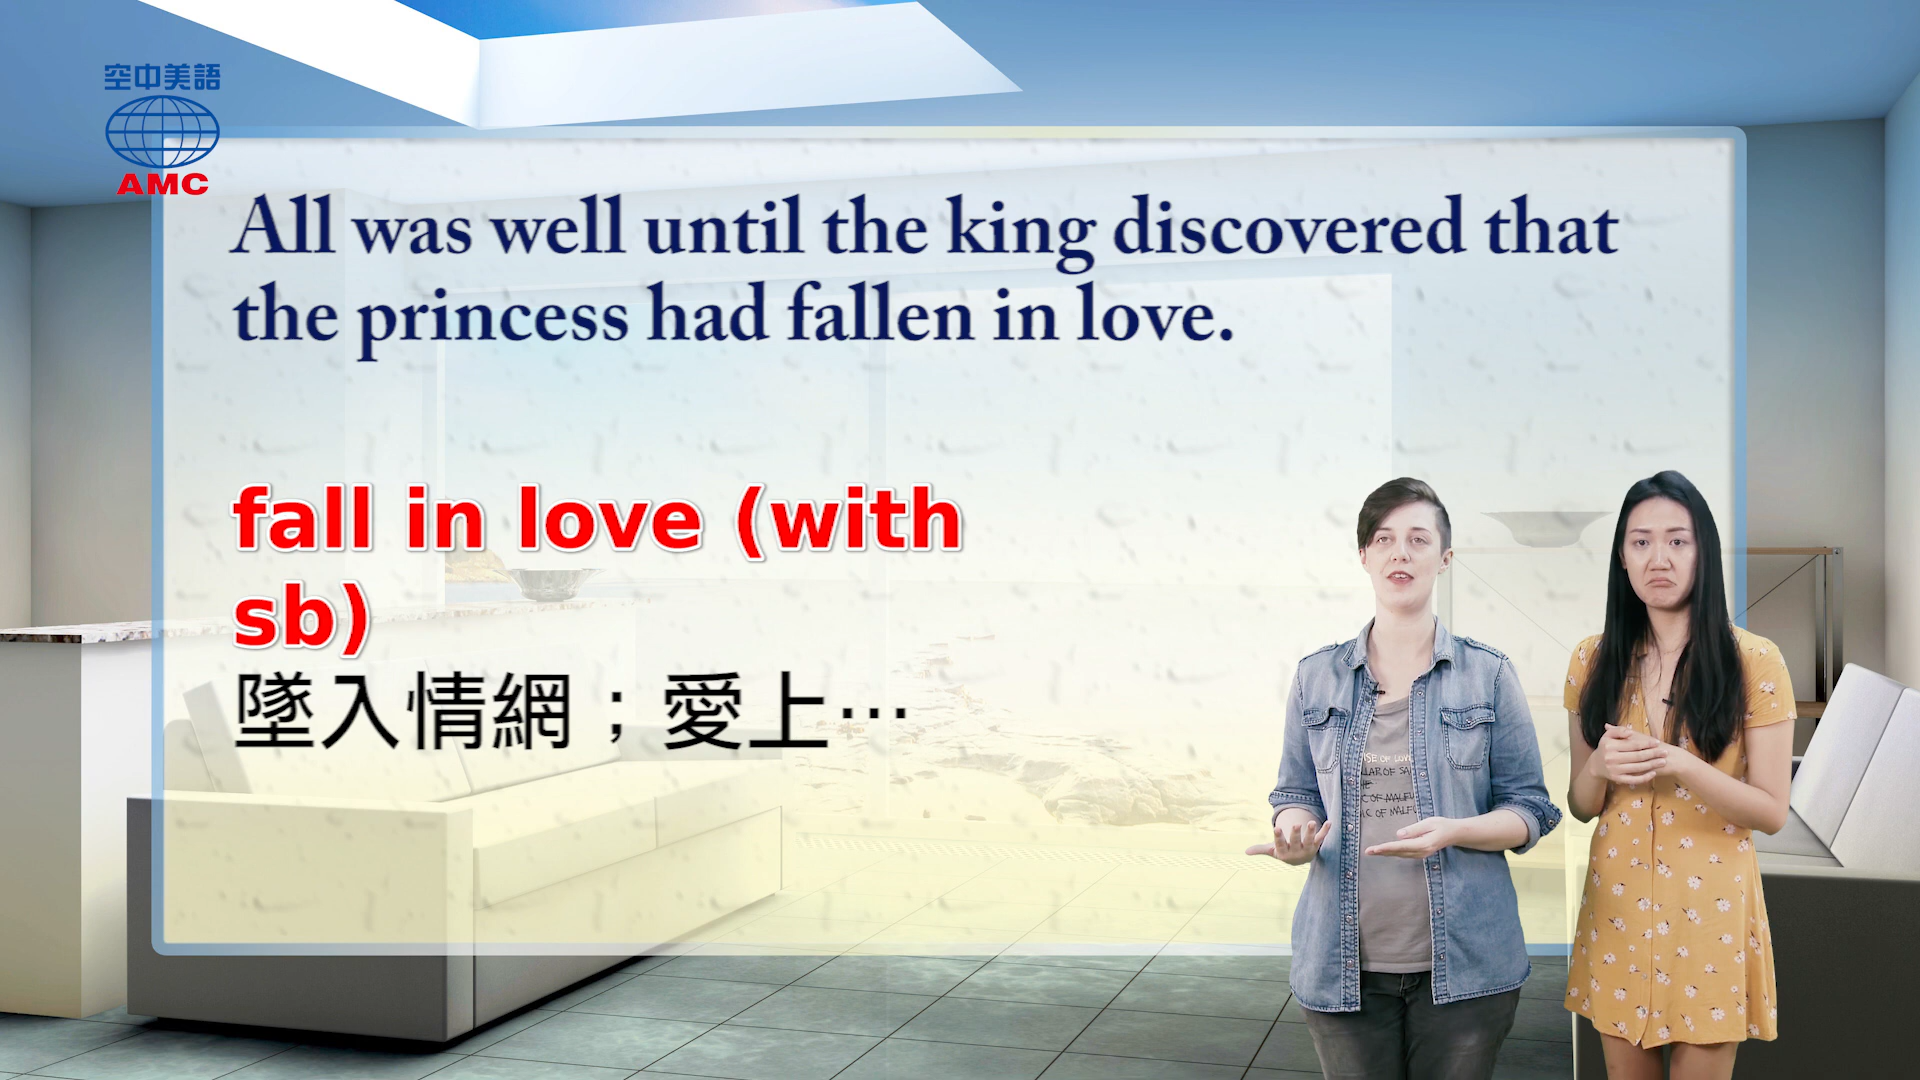 空中美語
AMC
All was well until the king discovered that
the princess had fallen in love.
fall in love (with
sb)
墜入情網；愛上…